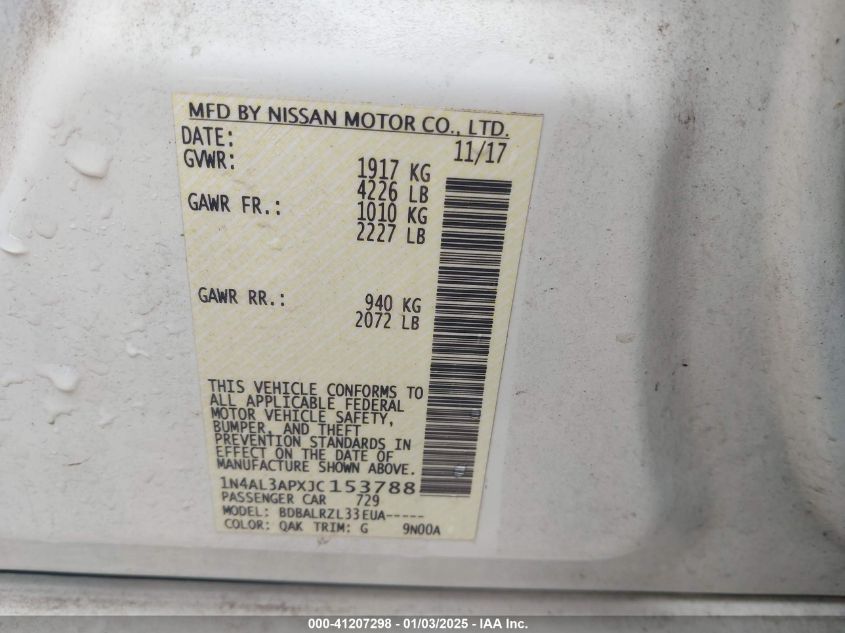 MFD BY NISSAN MOTOR CO., LTD.
DATE: 11/17
GVWR: 1917 KG
4226 LB
GAWR FR.: 1010 KG
2227 LB
GAWR RR.: 940 KG
2072 LB
THIS VEHICLE CONFORMS TO
ALL APPLICABLE FEDERAL
MOTOR VEHICLE SAFETY,
BUMPER, AND THEFT
PREVENTION STANDARDS IN
EFFECT ON THE DATE OF
MANUFACTURE SHOWN ABOVE.
1N4AL3APXJC153788
PASSENGER CAR 729
MODEL: BDBALRZL33EUA-----
COLOR: QAK TRIM: G 9N00A
000-41207298 - 01/03/2025 - IAA Inc.